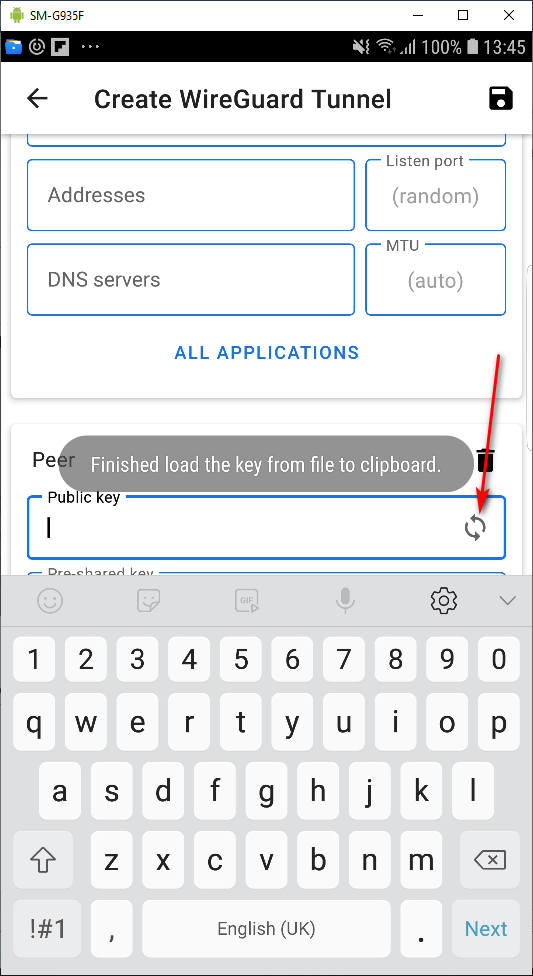 SM-G935F
100% 13:45
Create WireGuard Tunnel
Listen port
Addresses
(random)
MTU
DNS servers
(auto)
ALL APPLICATIONS
Peer
Finished load the key from file to clipboard.
Public key
Pre-shared key
GIF
1 2 3 4 5 6 7 8 9 0
q w e r t y u i o p
a s d f g h j k l
z x c v b n m
!#1 , English (UK) . Next